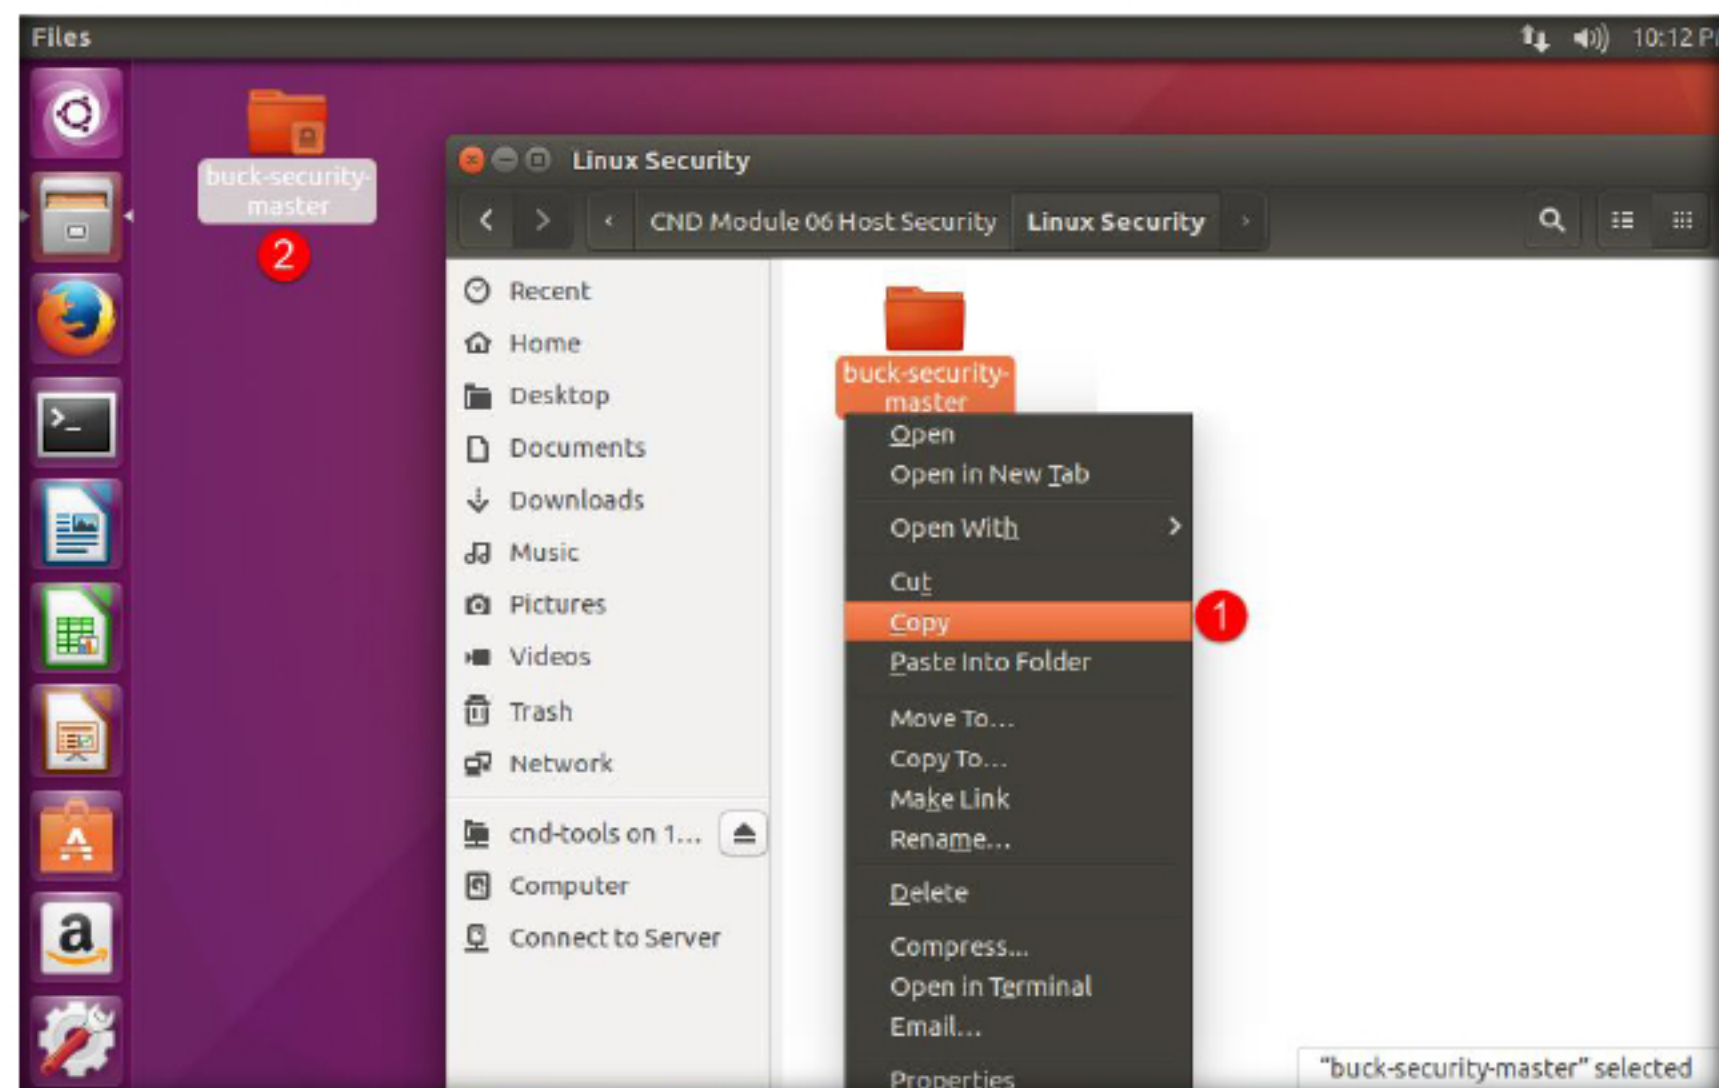 Files
10:12 P
buck-security-
master
2
Linux Security
CND Module 06 Host Security
Linux Security
Recent
Home
Desktop
Documents
Downloads
Music
Pictures
Videos
Trash
Network
cnd-tools on 1...
Computer
Connect to Server
buck-security-
master
Open
Open in New Tab
Open With
Cut
Copy
1
Paste Into Folder
Move To...
Copy To...
Make Link
Rename...
Delete
Compress...
Open in Terminal
Email...
Properties
"buck-security-master" selected